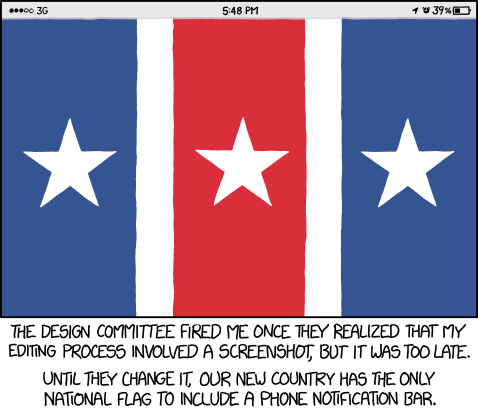 3G 5:48 PM 39%
THE DESIGN COMMITTEE FIRED ME ONCE THEY REALIZED THAT MY
EDITING PROCESS INVOLVED A SCREENSHOT, BUT IT WAS TOO LATE.
UNTIL THEY CHANGE IT, OUR NEW COUNTRY HAS THE ONLY
NATIONAL FLAG TO INCLUDE A PHONE NOTIFICATION BAR.